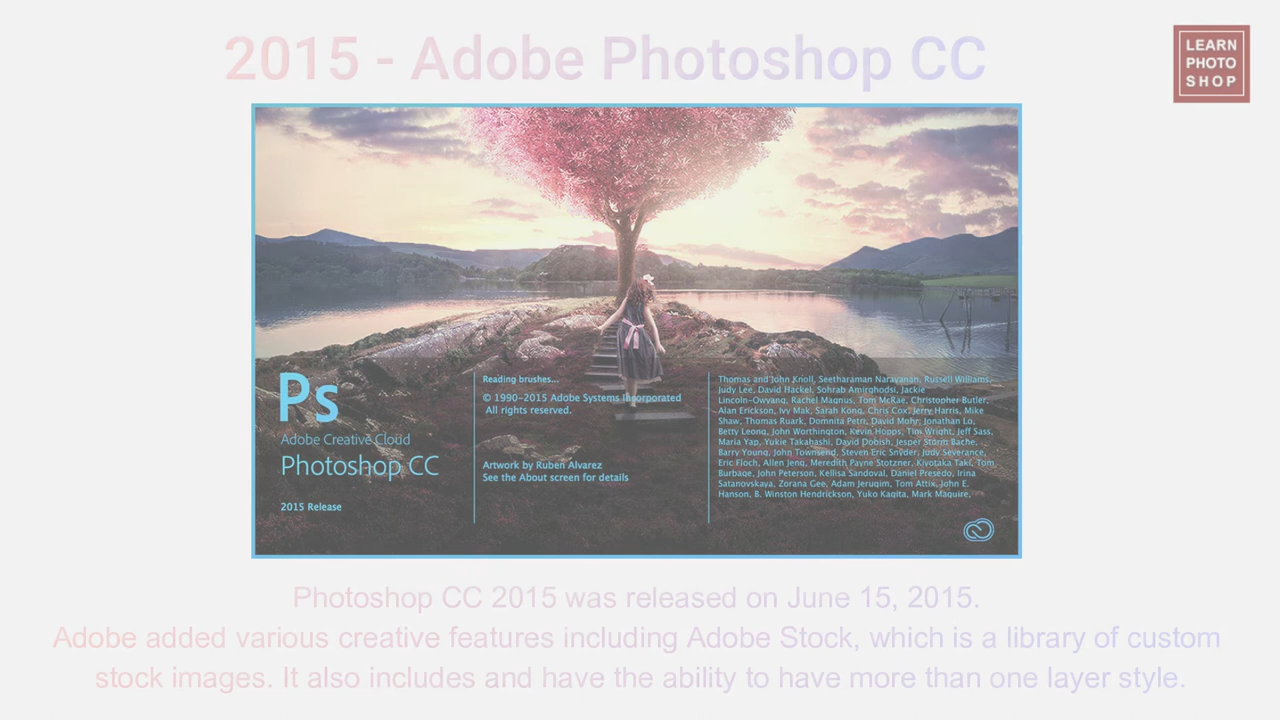 2015 - Adobe Photoshop CC
LEARN
PHOTO
SHOP
Ps
Adobe Creative Cloud
Photoshop CC
2015 Release
Reading brushes...
© 1990-2015 Adobe Systems Incorporated
All rights reserved.
Artwork by Ruben Alvarez
See the About screen for details
Thomas and John Knoll, Seetharaman Narayanan, Russell Williams,
Judy Lee, David Hackel, Sohrab Amirghodsi, Jackie
Lincoln-Owyang, Rachel Magnus, Tom McRae, Christopher Butler,
Alan Erickson, Ivy Mak, Sarah Kong, Chris Cox, Jerry Harris, Mike
Shaw, Thomas Ruark, Domnita Petri, David Mohr, Jonathan Lo,
Betty Leong, John Worthington, Kevin Hopps, Tim Wright, Jeff Sass,
Maria Yap, Yukie Takahashi, David Dobish, Jesper Storm Bache,
Barry Young, John Townsend, Steven Eric Snyder, Judy Severance,
Eric Floch, Allen Jeng, Meredith Payne Stotzner, Kiyotaka Taki, Tom
Burbage, John Peterson, Kellisa Sandoval, Daniel Presedo, Irina
Satanovskaya, Zorana Gee, Adam Jerugim, Tom Attix, John E.
Hanson, B. Winston Hendrickson, Yuko Kagita, Mark Maguire,
Photoshop CC 2015 was released on June 15, 2015.
Adobe added various creative features including Adobe Stock, which is a library of custom
stock images. It also includes and have the ability to have more than one layer style.